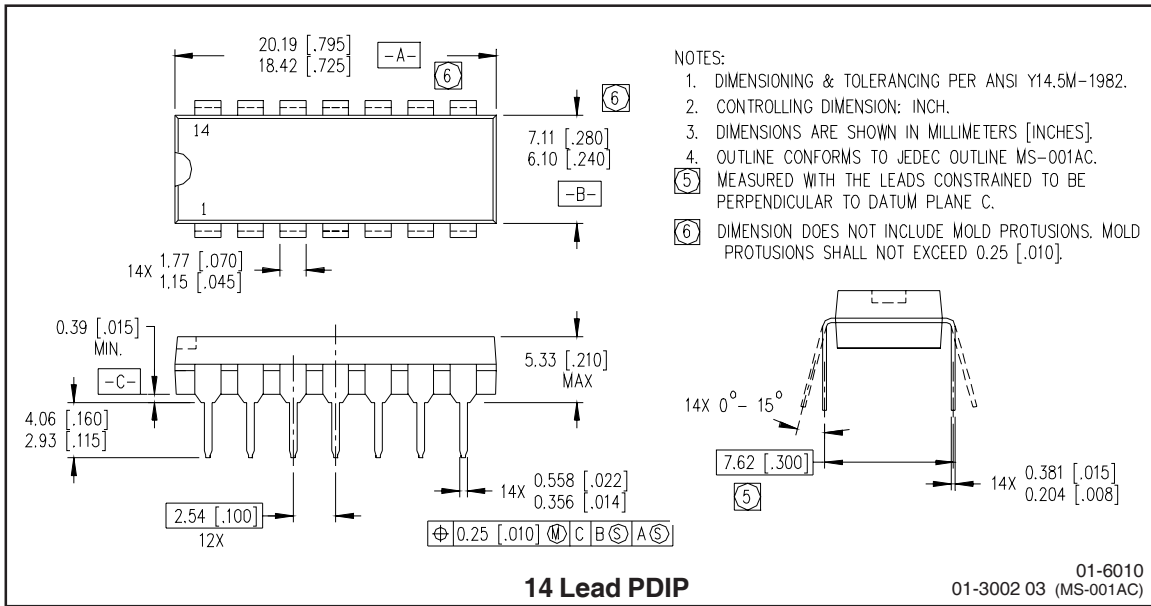 20.19 [.795]
18.42 [.725]
-A-
6
6
14
1
7.11 [.280]
6.10 [.240]
-B-
14X 1.77 [.070]
1.15 [.045]
NOTES:
1. DIMENSIONING & TOLERANCING PER ANSI Y14.5M-1982.
2. CONTROLLING DIMENSION: INCH.
3. DIMENSIONS ARE SHOWN IN MILLIMETERS [INCHES].
4. OUTLINE CONFORMS TO JEDEC OUTLINE MS-001AC.
5 MEASURED WITH THE LEADS CONSTRAINED TO BE
PERPENDICULAR TO DATUM PLANE C.
6 DIMENSION DOES NOT INCLUDE MOLD PROTUSIONS. MOLD
PROTUSIONS SHALL NOT EXCEED 0.25 [.010].
0.39 [.015]
MIN.
-C-
4.06 [.160]
2.93 [.115]
5.33 [.210]
MAX
2.54 [.100]
12X
14X 0.558 [.022]
0.356 [.014]
⌖ 0.25 [.010] Ⓜ C B Ⓢ A Ⓢ
14X 0°- 15°
7.62 [.300]
5
14X 0.381 [.015]
0.204 [.008]
14 Lead PDIP
01-6010
01-3002 03 (MS-001AC)